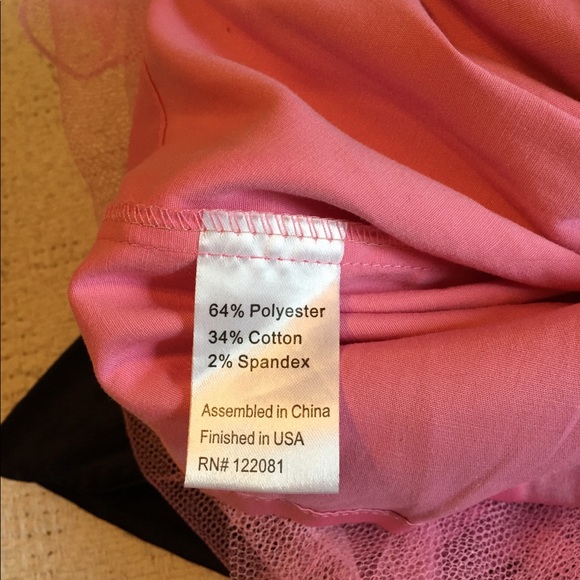 64% Polyester
34% Cotton
2% Spandex
Assembled in China
Finished in USA
RN# 122081